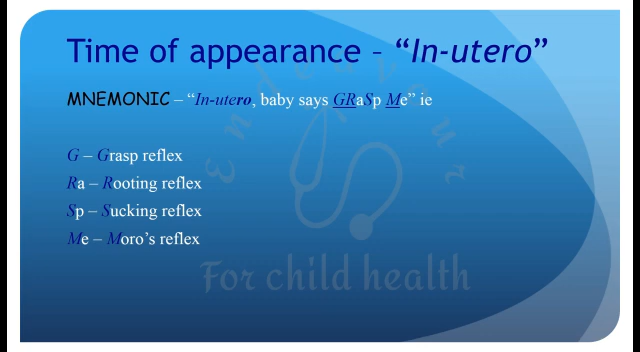 Time of appearance – “In-utero”
MNEMONIC – “In-utero, baby says GRaSp Me” ie
G – Grasp reflex
Ra – Rooting reflex
Sp – Sucking reflex
Me – Moro’s reflex
For child health